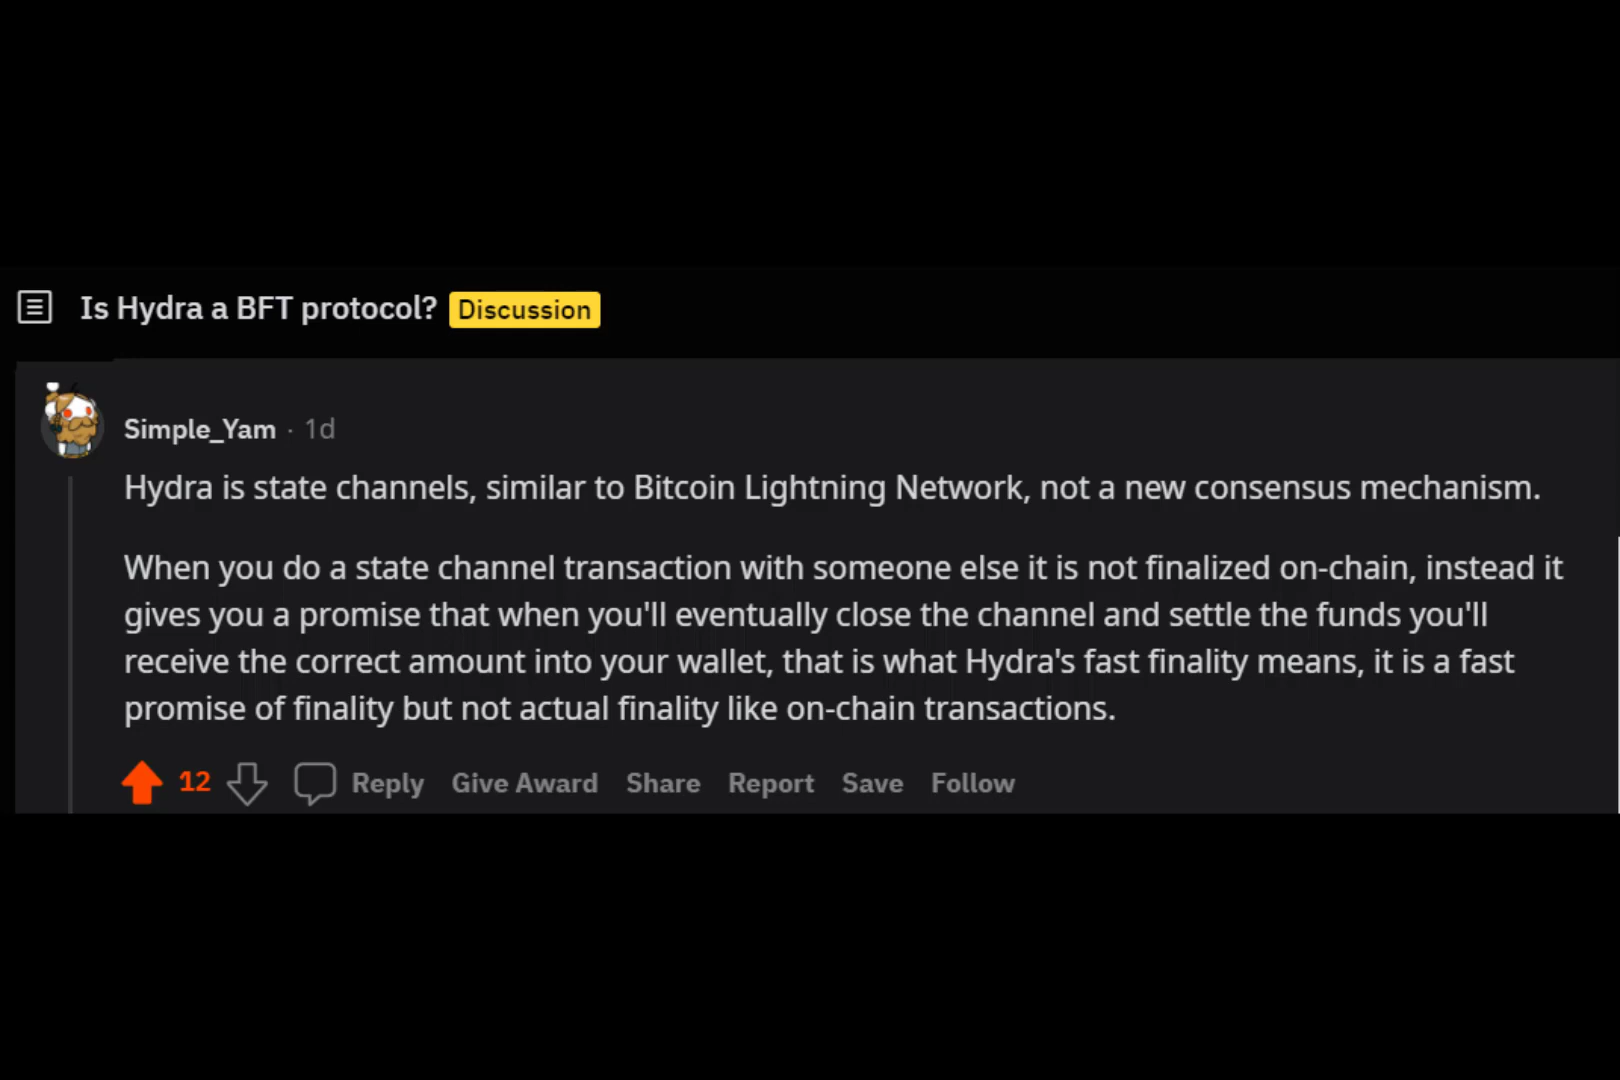 Is Hydra a BFT protocol? Discussion
Simple_Yam · 1d
Hydra is state channels, similar to Bitcoin Lightning Network, not a new consensus mechanism.
When you do a state channel transaction with someone else it is not finalized on-chain, instead it
gives you a promise that when you'll eventually close the channel and settle the funds you'll
receive the correct amount into your wallet, that is what Hydra's fast finality means, it is a fast
promise of finality but not actual finality like on-chain transactions.
12 Reply Give Award Share Report Save Follow